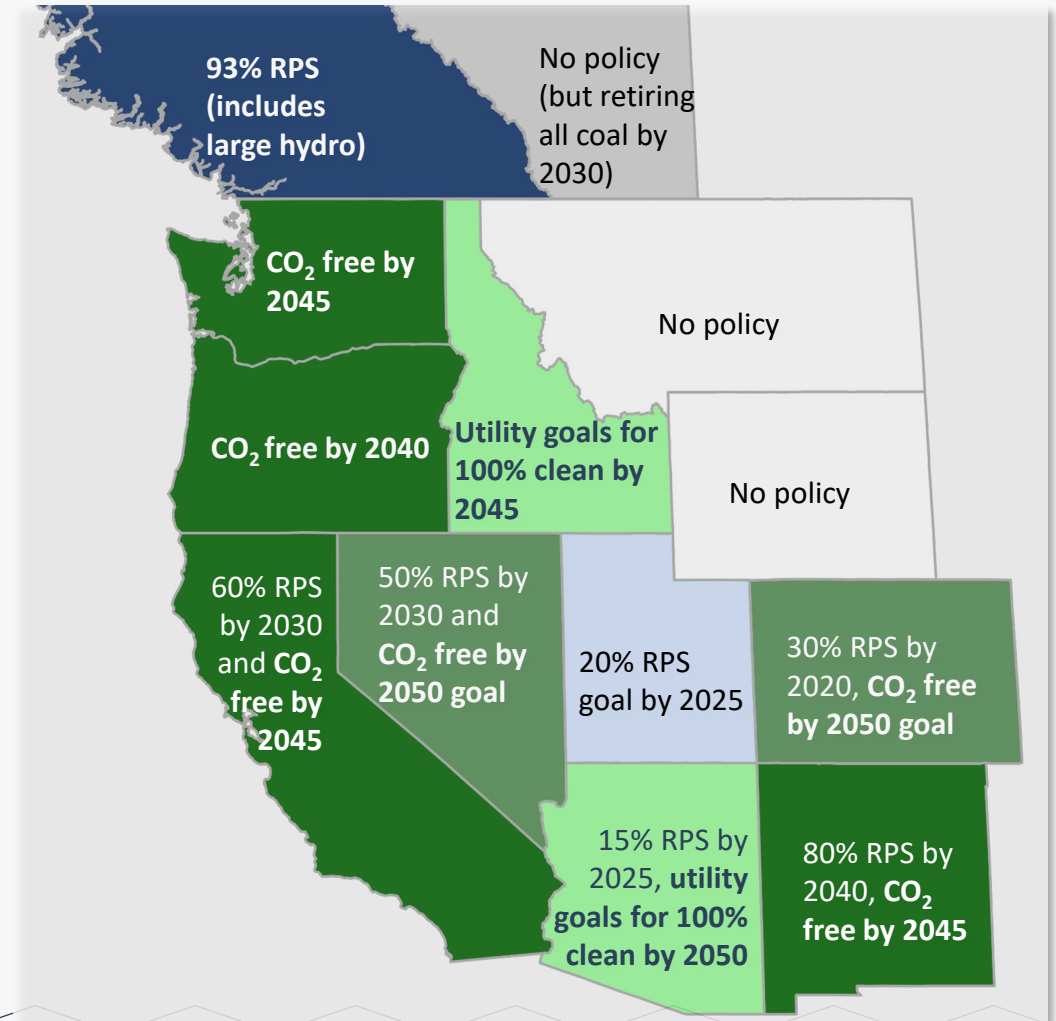 93% RPS
(includes
large hydro)
No policy
(but retiring
all coal by
2030)
CO₂ free by
2045
No policy
CO₂ free by 2040
Utility goals for
100% clean by
2045
No policy
60% RPS
by 2030
and CO₂
free by
2045
50% RPS by
2030 and
CO₂ free by
2050 goal
20% RPS
goal by 2025
30% RPS by
2020, CO₂ free
by 2050 goal
15% RPS by
2025, utility
goals for 100%
clean by 2050
80% RPS by
2040, CO₂
free by 2045